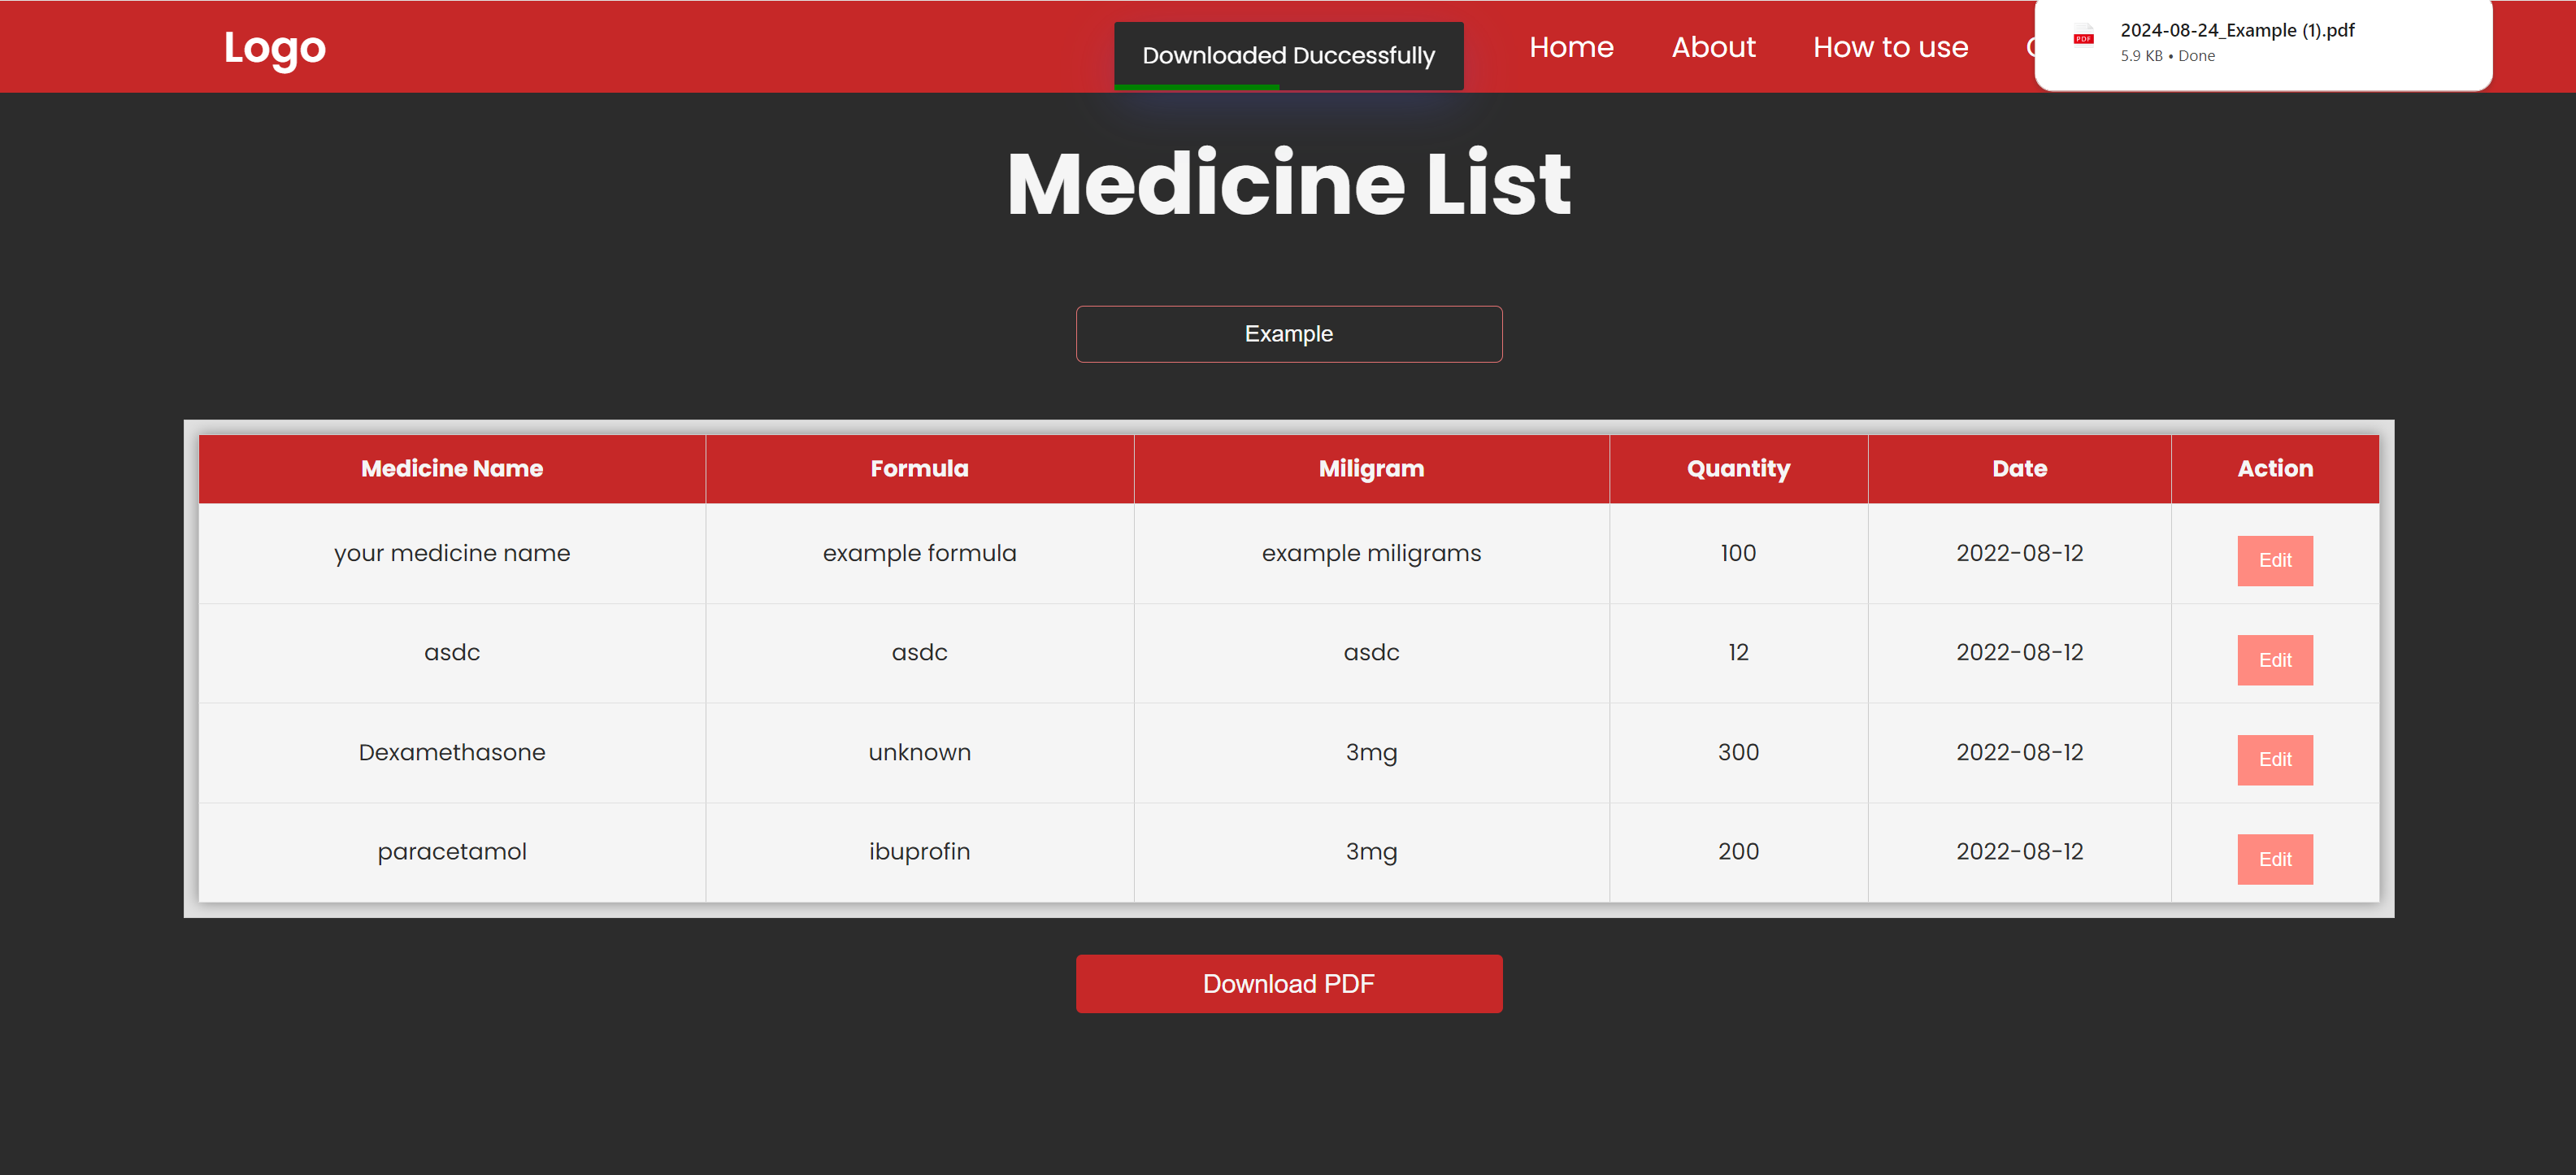 Logo
Downloaded Duccessfully
Home About How to use
PDF
2024-08-24_Example (1).pdf
5.9 KB • Done
Medicine List
Example
Medicine Name Formula Miligram Quantity Date Action
your medicine name example formula example miligrams 100 2022-08-12 Edit
asdc asdc asdc 12 2022-08-12 Edit
Dexamethasone unknown 3mg 300 2022-08-12 Edit
paracetamol ibuprofin 3mg 200 2022-08-12 Edit
Download PDF